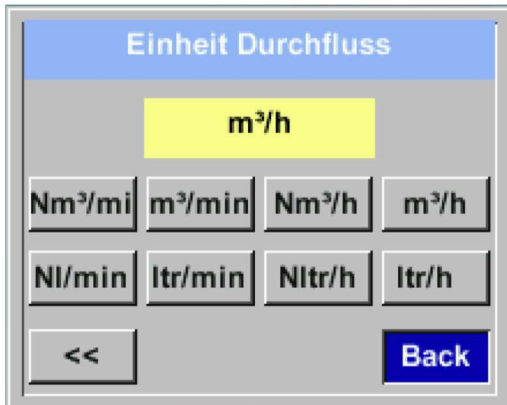 Einheit Durchfluss
m³/h
Nm³/mi m³/min Nm³/h m³/h
Nl/min ltr/min Nltr/h ltr/h
<< Back